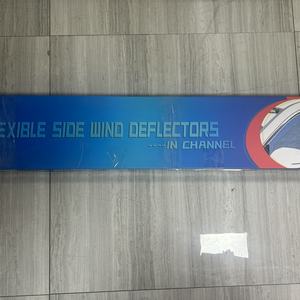 EXIBLE SIDE WIND DEFLECTORS
----IN CHANNEL